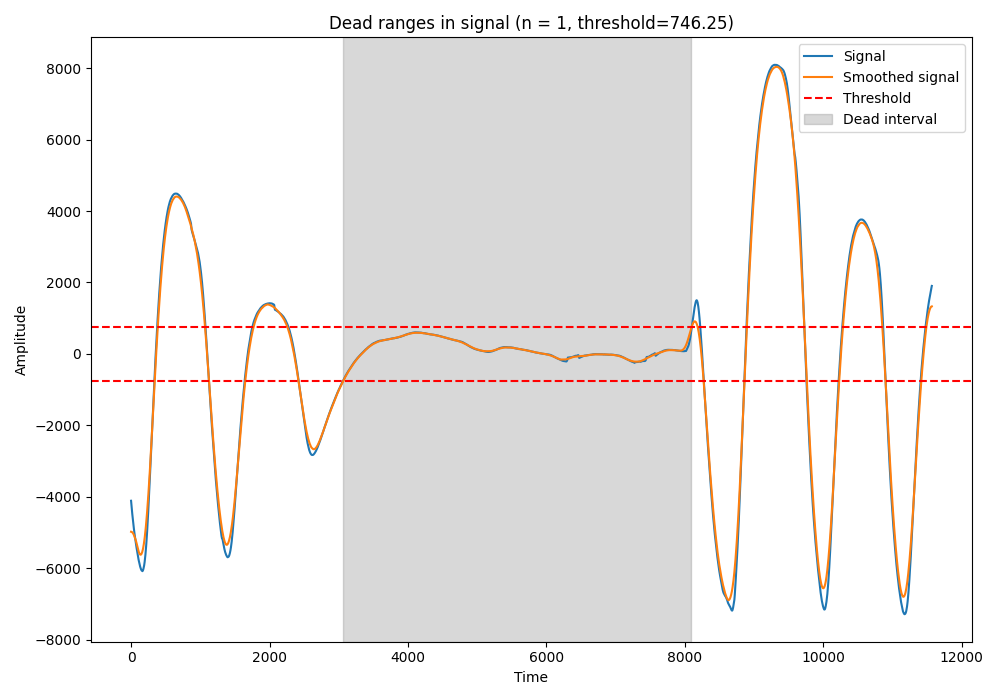 Dead ranges in signal (n = 1, threshold=746.25)
Signal
Smoothed signal
Threshold
Dead interval
Amplitude
8000
6000
4000
2000
0
−2000
−4000
−6000
−8000
0 2000 4000 6000 8000 10000 12000
Time